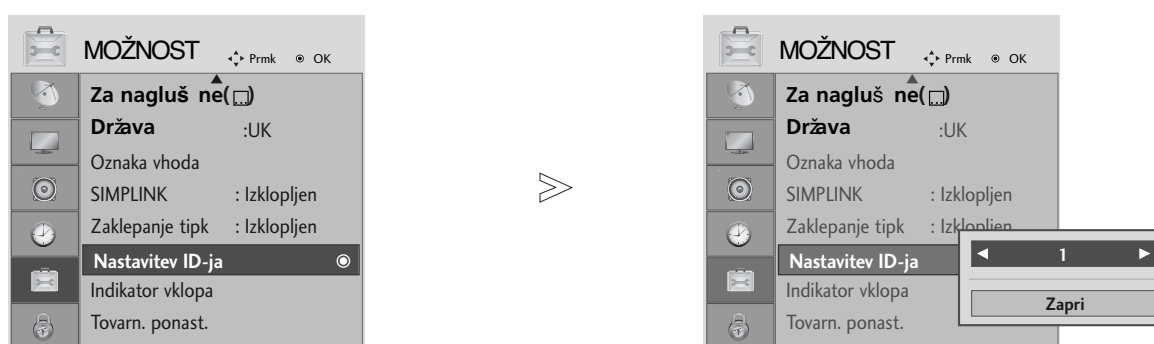 MOŽNOST Prmk OK
Za nagluš ne( )
Država :UK
Oznaka vhoda
SIMPLINK : Izklopljen
Zaklepanje tipk : Izklopljen
Nastavitev ID-ja
Indikator vklopa
Tovarn. ponast.
MOŽNOST Prmk OK
Za nagluš ne( )
Država :UK
Oznaka vhoda
SIMPLINK : Izklopljen
Zaklepanje tipk : Izklopljen
Nastavitev ID-ja
1
Indikator vklopa
Zapri
Tovarn. ponast.